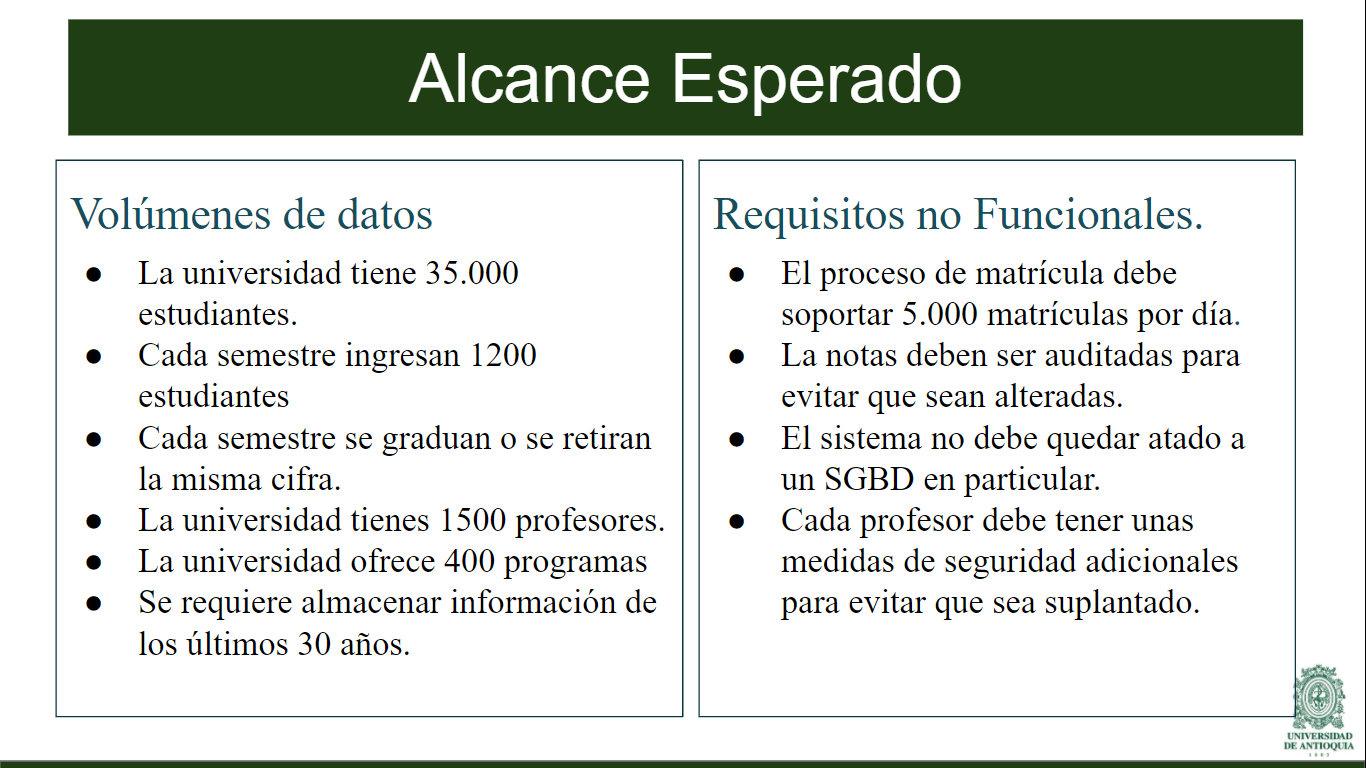 Alcance Esperado
Volúmenes de datos
● La universidad tiene 35.000
estudiantes.
● Cada semestre ingresan 1200
estudiantes
● Cada semestre se graduan o se retiran
la misma cifra.
● La universidad tienes 1500 profesores.
● La universidad ofrece 400 programas
● Se requiere almacenar información de
los últimos 30 años.
Requisitos no Funcionales.
● El proceso de matrícula debe
soportar 5.000 matrículas por día.
● La notas deben ser auditadas para
evitar que sean alteradas.
● El sistema no debe quedar atado a
un SGBD en particular.
● Cada profesor debe tener unas
medidas de seguridad adicionales
para evitar que sea suplantado.
UNIVERSIDAD
DE ANTIOQUIA
1803